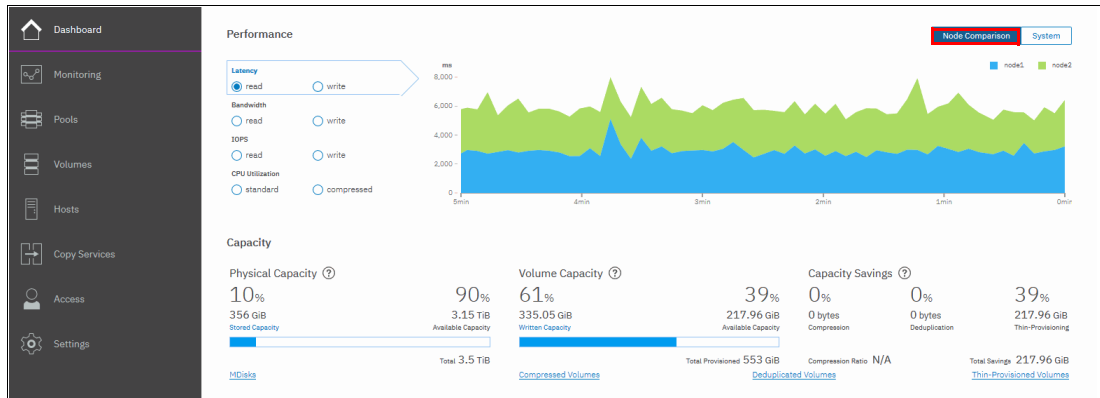 Dashboard
Monitoring
Pools
Volumes
Hosts
Copy Services
Access
Settings
Performance
Node Comparison System
Latency
read write
Bandwidth
read write
IOPS
read write
CPU Utilization
standard compressed
ms
node1 node2
8,000
6,000
4,000
2,000
0
5min 4min 3min 2min 1min 0min
Capacity
Physical Capacity ?
10% 90%
356 GiB 3.15 TiB
Stored Capacity Available Capacity
Total 3.5 TiB
MDisks
Volume Capacity ?
61% 39%
335.05 GiB 217.96 GiB
Written Capacity Available Capacity
Total Provisioned 553 GiB
Compressed Volumes Deduplicated Volumes
Capacity Savings ?
0% 0% 39%
0 bytes 0 bytes 217.96 GiB
Compression Deduplication Thin-Provisioning
Compression Ratio N/A Total Savings 217.96 GiB
Thin-Provisioned Volumes